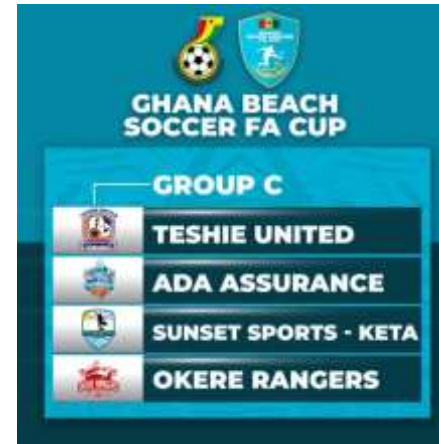 GHANA BEACH
SOCCER FA CUP
GROUP C
TESHIE UNITED
ADA ASSURANCE
SUNSET SPORTS - KETA
OKERE RANGERS